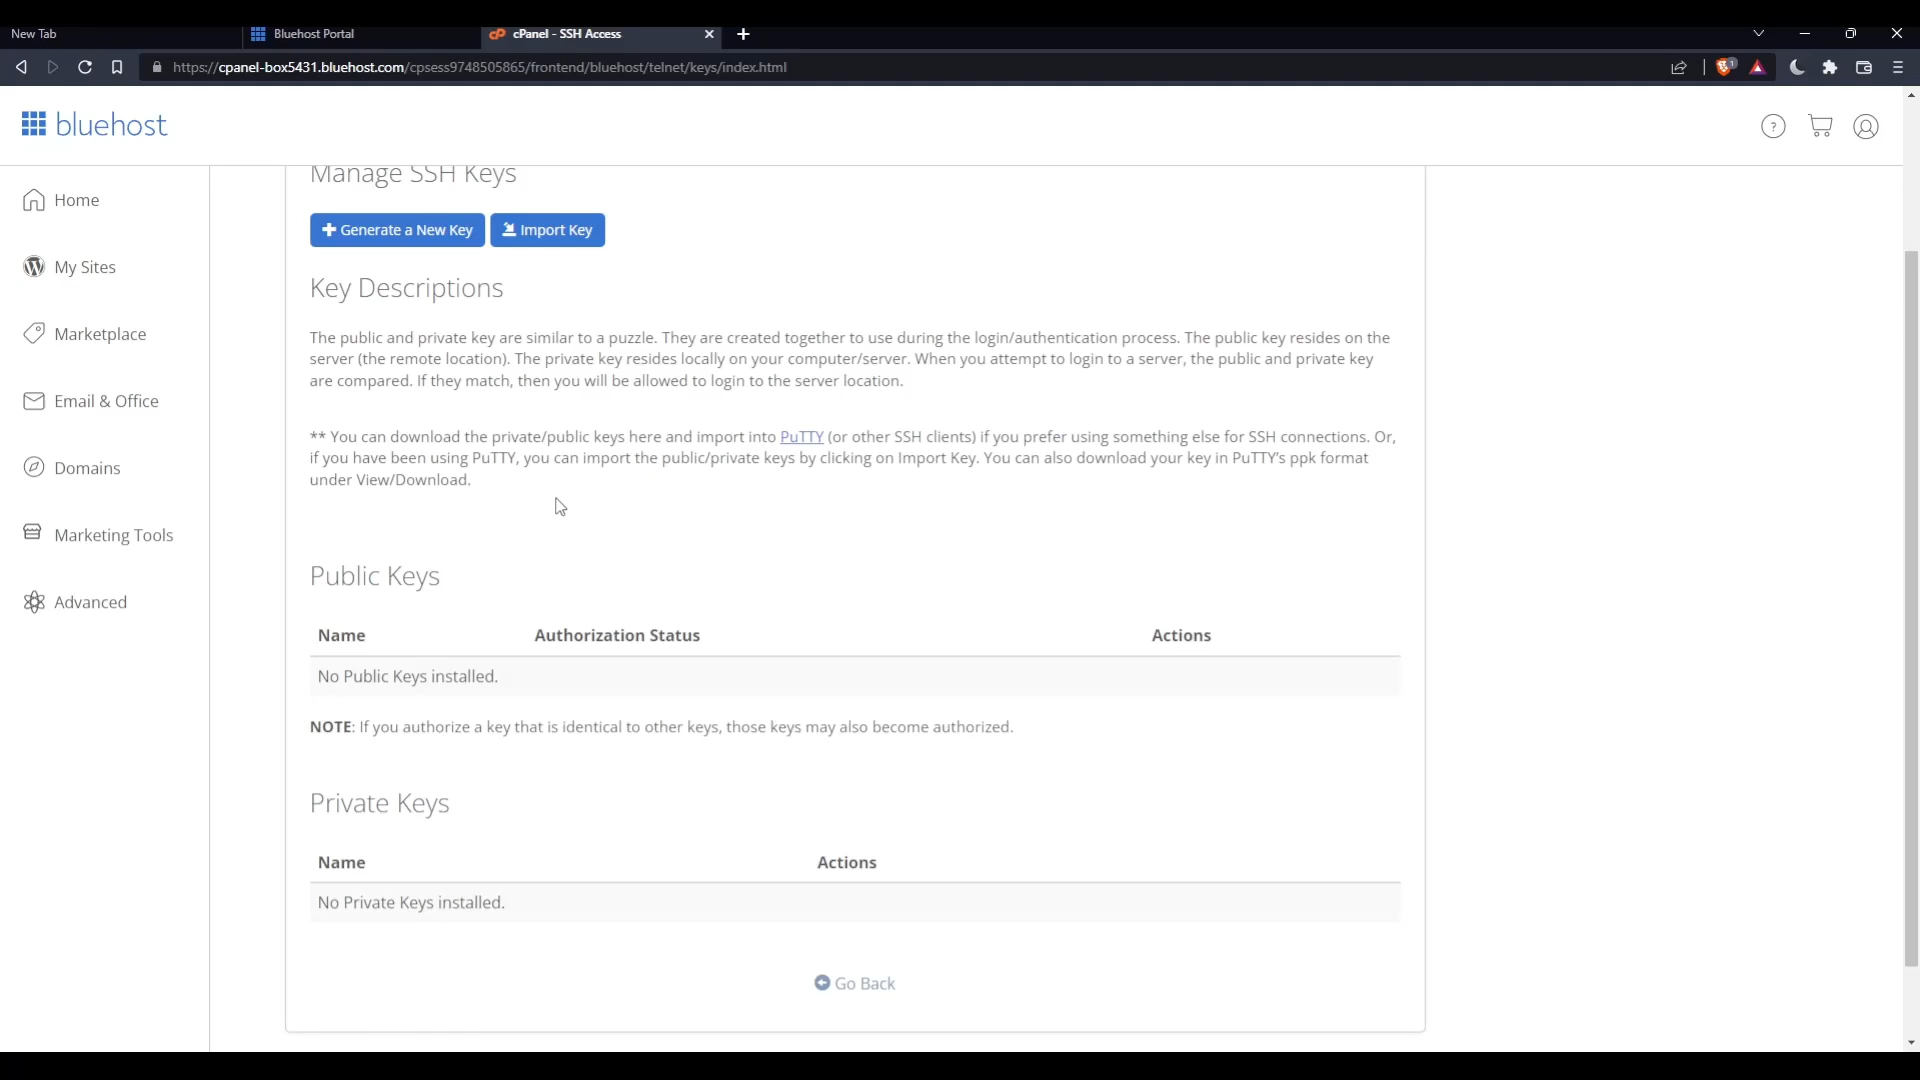 New Tab
Bluehost Portal
cPanel - SSH Access
https://cpanel-box5431.bluehost.com/cpsess9748505865/frontend/bluehost/telnet/keys/index.html
1
bluehost
?
Home
My Sites
Marketplace
Email & Office
Domains
Marketing Tools
Advanced
Manage SSH Keys
Generate a New Key
Import Key
Key Descriptions
The public and private key are similar to a puzzle. They are created together to use during the login/authentication process. The public key resides on the
server (the remote location). The private key resides locally on your computer/server. When you attempt to login to a server, the public and private key
are compared. If they match, then you will be allowed to login to the server location.
** You can download the private/public keys here and import into PuTTY (or other SSH clients) if you prefer using something else for SSH connections. Or,
if you have been using PuTTY, you can import the public/private keys by clicking on Import Key. You can also download your key in PuTTY's ppk format
under View/Download.
Public Keys
Name Authorization Status Actions
No Public Keys installed.
NOTE: If you authorize a key that is identical to other keys, those keys may also become authorized.
Private Keys
Name Actions
No Private Keys installed.
Go Back